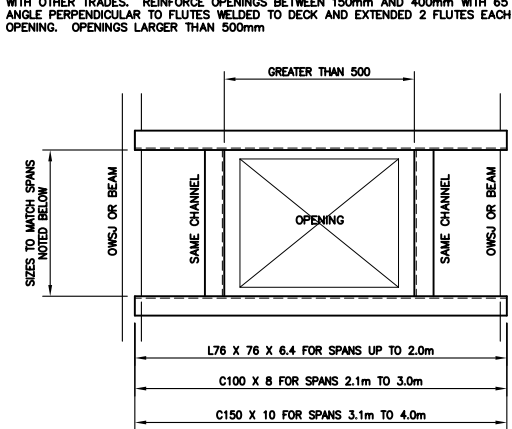 WITH OTHER TRADES. REINFORCE OPENINGS BETWEEN 150mm AND 400mm WITH 65
ANGLE PERPENDICULAR TO FLUTES WELDED TO DECK AND EXTENDED 2 FLUTES EACH
OPENING. OPENINGS LARGER THAN 500mm
GREATER THAN 500
SIZES TO MATCH SPANS
NOTED BELOW
OWSJ OR BEAM
SAME CHANNEL
OPENING
SAME CHANNEL
OWSJ OR BEAM
L76 X 76 X 6.4 FOR SPANS UP TO 2.0m
C100 X 8 FOR SPANS 2.1m TO 3.0m
C150 X 10 FOR SPANS 3.1m TO 4.0m